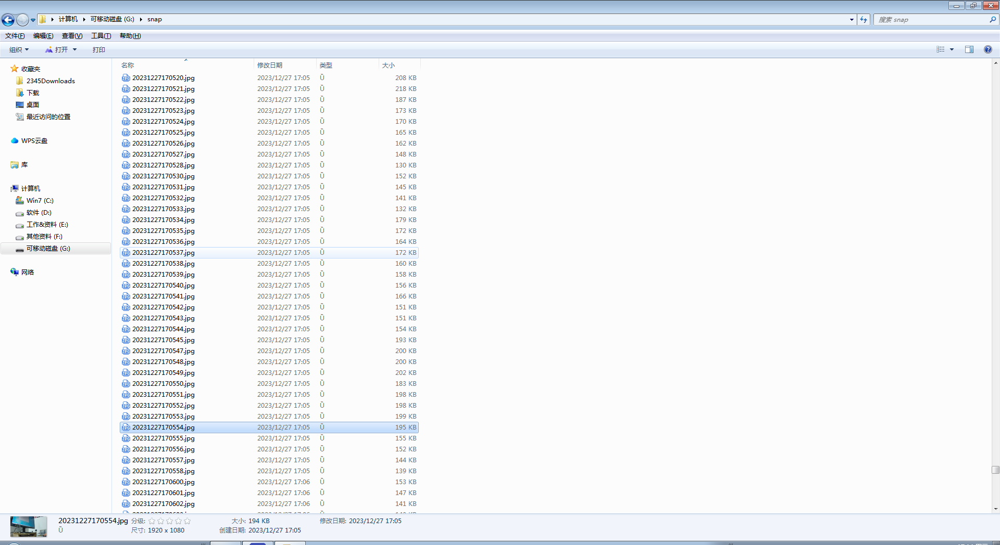 计算机 可移动磁盘 (G:) snap 搜索 snap
文件(F) 编辑(E) 查看(V) 工具(T) 帮助(H)
组织 打开 打印
收藏夹
2345Downloads
下载
桌面
最近访问的位置
WPS云盘
库
计算机
Win7 (C:)
软件 (D:)
工作&资料 (E:)
其他资料 (F:)
可移动磁盘 (G:)
网络
名称 修改日期 类型 大小
20231227170520.jpg 2023/12/27 17:05 Ü 208 KB
20231227170521.jpg 2023/12/27 17:05 Ü 218 KB
20231227170522.jpg 2023/12/27 17:05 Ü 187 KB
20231227170523.jpg 2023/12/27 17:05 Ü 173 KB
20231227170524.jpg 2023/12/27 17:05 Ü 170 KB
20231227170525.jpg 2023/12/27 17:05 Ü 165 KB
20231227170526.jpg 2023/12/27 17:05 Ü 162 KB
20231227170527.jpg 2023/12/27 17:05 Ü 148 KB
20231227170528.jpg 2023/12/27 17:05 Ü 130 KB
20231227170530.jpg 2023/12/27 17:05 Ü 152 KB
20231227170531.jpg 2023/12/27 17:05 Ü 145 KB
20231227170532.jpg 2023/12/27 17:05 Ü 141 KB
20231227170533.jpg 2023/12/27 17:05 Ü 132 KB
20231227170534.jpg 2023/12/27 17:05 Ü 179 KB
20231227170535.jpg 2023/12/27 17:05 Ü 172 KB
20231227170536.jpg 2023/12/27 17:05 Ü 164 KB
20231227170537.jpg 2023/12/27 17:05 Ü 172 KB
20231227170538.jpg 2023/12/27 17:05 Ü 160 KB
20231227170539.jpg 2023/12/27 17:05 Ü 158 KB
20231227170540.jpg 2023/12/27 17:05 Ü 156 KB
20231227170541.jpg 2023/12/27 17:05 Ü 166 KB
20231227170542.jpg 2023/12/27 17:05 Ü 151 KB
20231227170543.jpg 2023/12/27 17:05 Ü 151 KB
20231227170544.jpg 2023/12/27 17:05 Ü 154 KB
20231227170545.jpg 2023/12/27 17:05 Ü 193 KB
20231227170547.jpg 2023/12/27 17:05 Ü 200 KB
20231227170548.jpg 2023/12/27 17:05 Ü 200 KB
20231227170549.jpg 2023/12/27 17:05 Ü 202 KB
20231227170550.jpg 2023/12/27 17:05 Ü 183 KB
20231227170551.jpg 2023/12/27 17:05 Ü 198 KB
20231227170552.jpg 2023/12/27 17:05 Ü 198 KB
20231227170553.jpg 2023/12/27 17:05 Ü 199 KB
20231227170554.jpg 2023/12/27 17:05 Ü 195 KB
20231227170555.jpg 2023/12/27 17:05 Ü 155 KB
20231227170556.jpg 2023/12/27 17:05 Ü 152 KB
20231227170557.jpg 2023/12/27 17:05 Ü 144 KB
20231227170558.jpg 2023/12/27 17:05 Ü 139 KB
20231227170600.jpg 2023/12/27 17:06 Ü 153 KB
20231227170601.jpg 2023/12/27 17:06 Ü 147 KB
20231227170602.jpg 2023/12/27 17:06 Ü 141 KB
20231227170554.jpg 分级: 大小: 194 KB 修改日期: 2023/12/27 17:05
Ü 尺寸: 1920 x 1080 创建日期: 2023/12/27 17:05